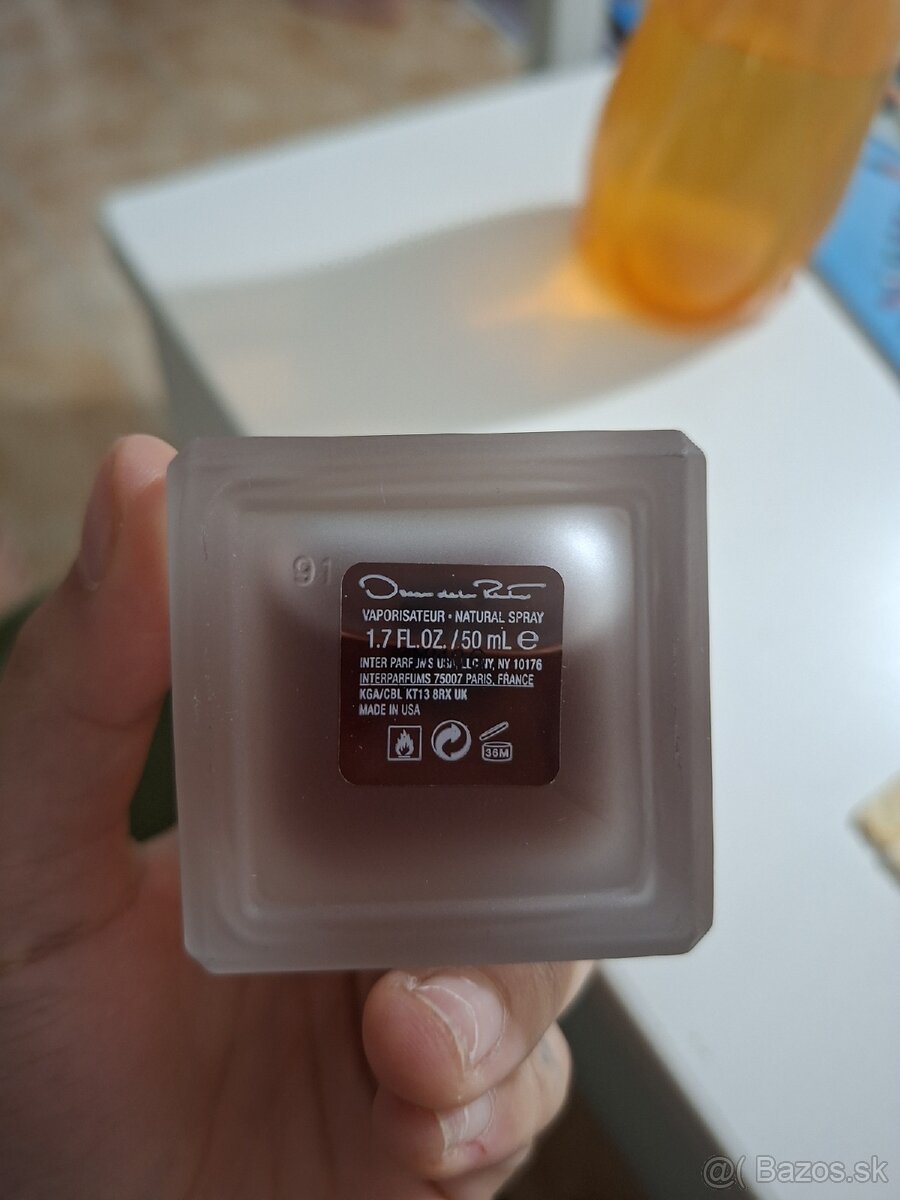 91
Oscar de la Renta
VAPORISATEUR • NATURAL SPRAY
1.7 FL.OZ. / 50 mL e
INTER PARFUMS USA, LLC NY, NY 10176
INTERPARFUMS 75007 PARIS, FRANCE
KGA/CBL KT13 8RX UK
MADE IN USA
36M
@( Bazos.sk